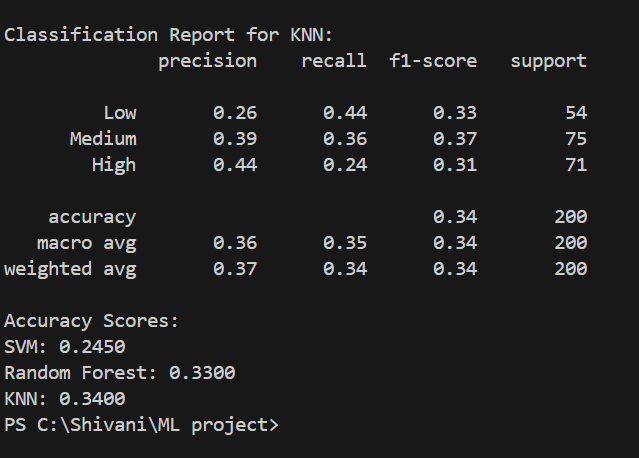 Classification Report for KNN:
precision recall f1-score support
Low 0.26 0.44 0.33 54
Medium 0.39 0.36 0.37 75
High 0.44 0.24 0.31 71
accuracy 0.34 200
macro avg 0.36 0.35 0.34 200
weighted avg 0.37 0.34 0.34 200
Accuracy Scores:
SVM: 0.2450
Random Forest: 0.3300
KNN: 0.3400
PS C:\Shivani\ML project>